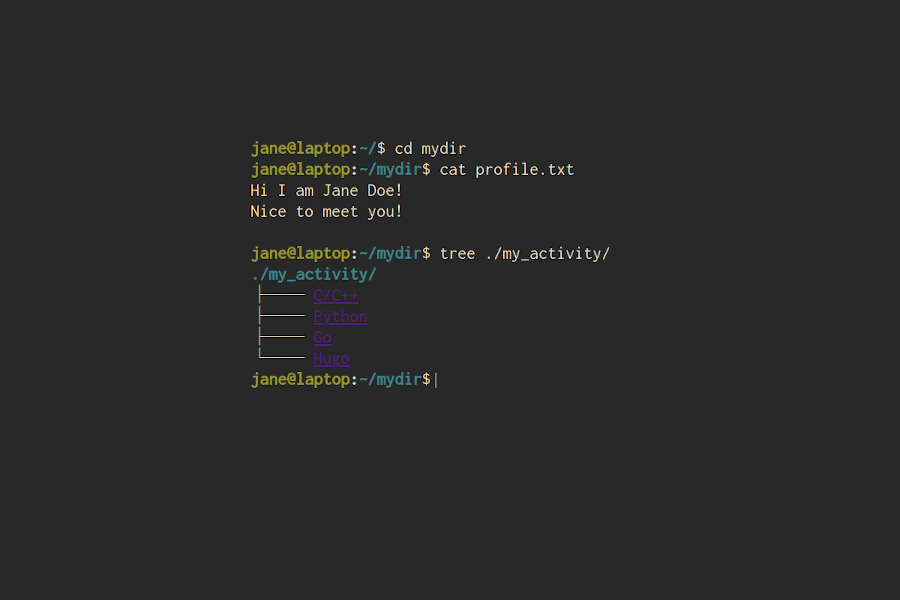 jane@laptop:~/$ cd mydir
jane@laptop:~/mydir$ cat profile.txt
Hi I am Jane Doe!
Nice to meet you!
jane@laptop:~/mydir$ tree ./my_activity/
./my_activity/
├──── C/C++
├──── Python
├──── Go
└──── Hugo
jane@laptop:~/mydir$|